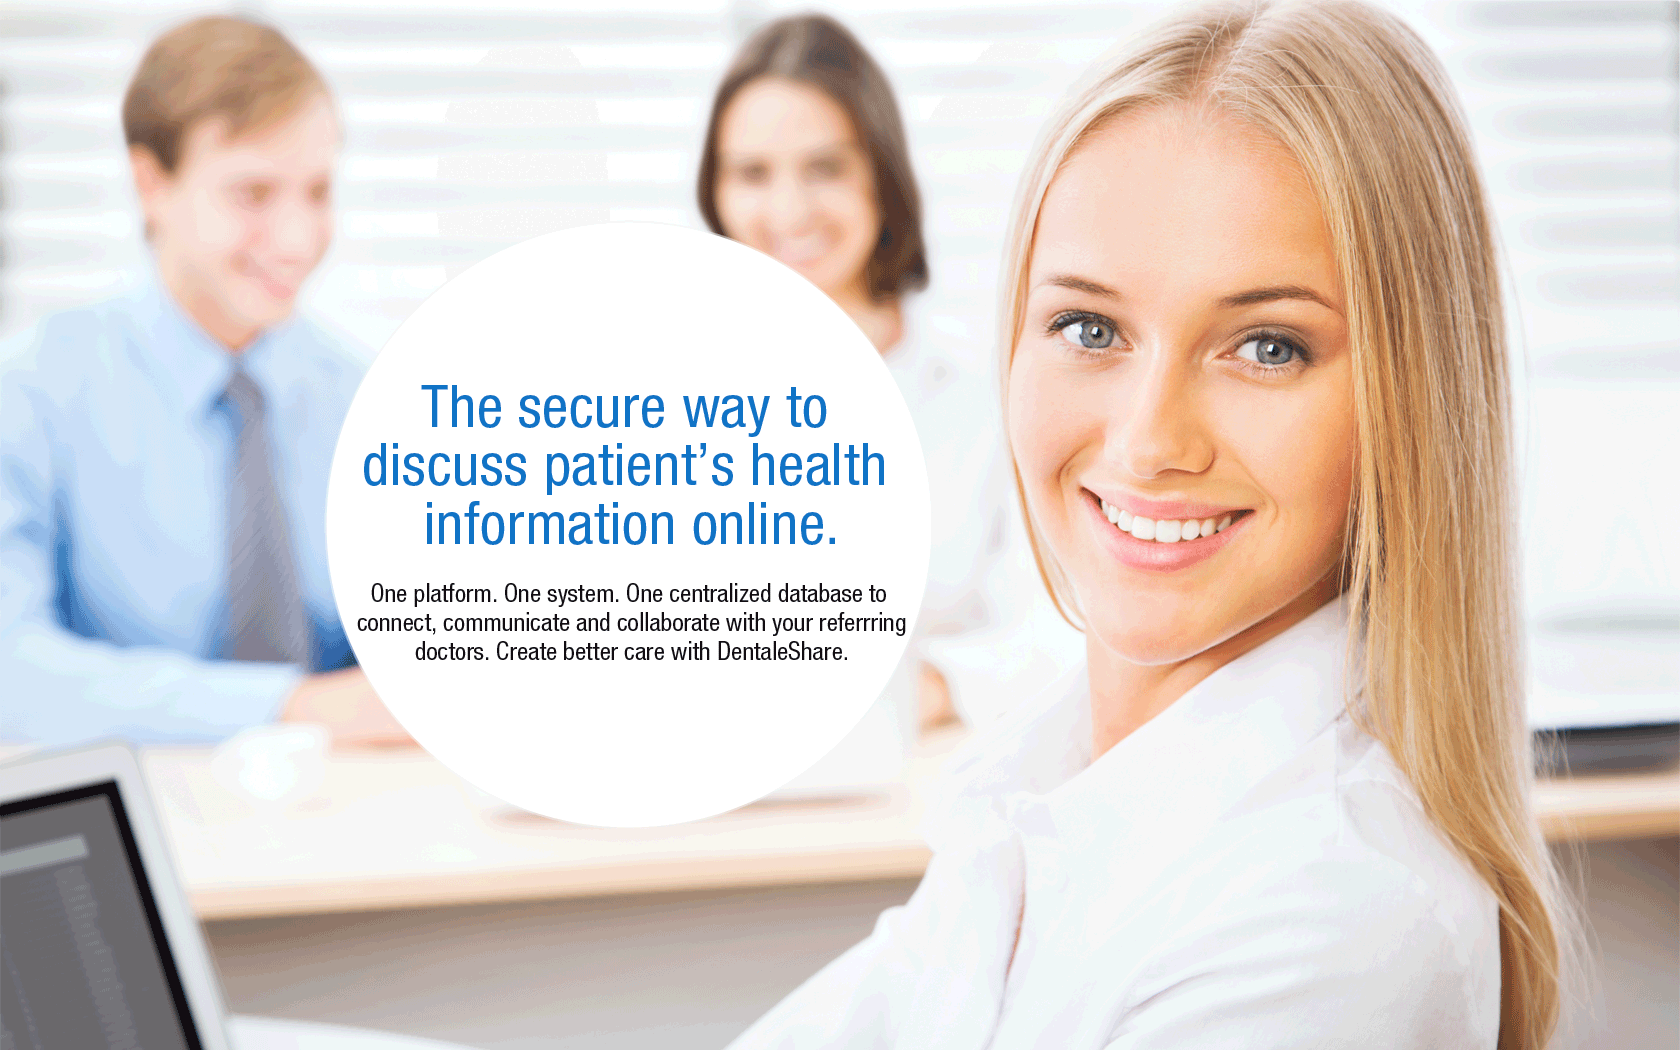 The secure way to
discuss patient’s health
information online.
One platform. One system. One centralized database to
connect, communicate and collaborate with your referrring
doctors. Create better care with DentaleShare.